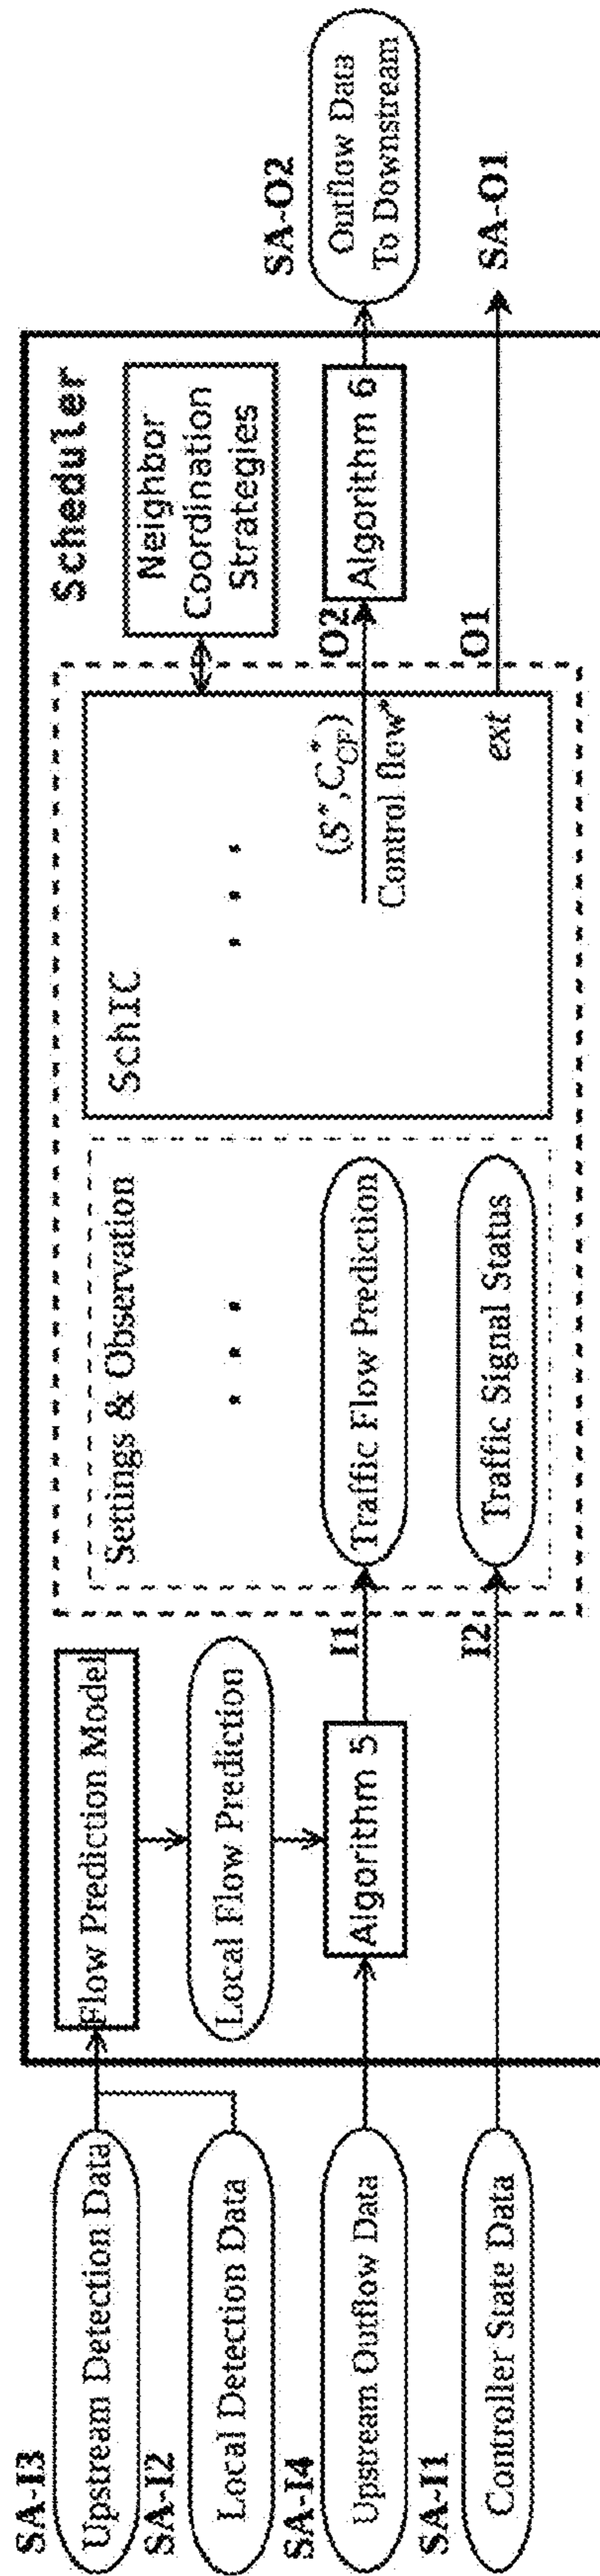 SA-I3
Upstream Detection Data
SA-I2
Local Detection Data
SA-I4
Upstream Outflow Data
SA-I1
Controller State Data
Flow Prediction Model
Local Flow Prediction
Algorithm 5
I1
I2
Settings & Observation
. . .
Traffic Flow Prediction
Traffic Signal Status
SchIC
. . .
(S*,C*CF)
Control flow*
ext
O2
O1
Scheduler
Neighbor
Coordination
Strategies
Algorithm 6
SA-O2
Outflow Data
To Downstream
SA-O1